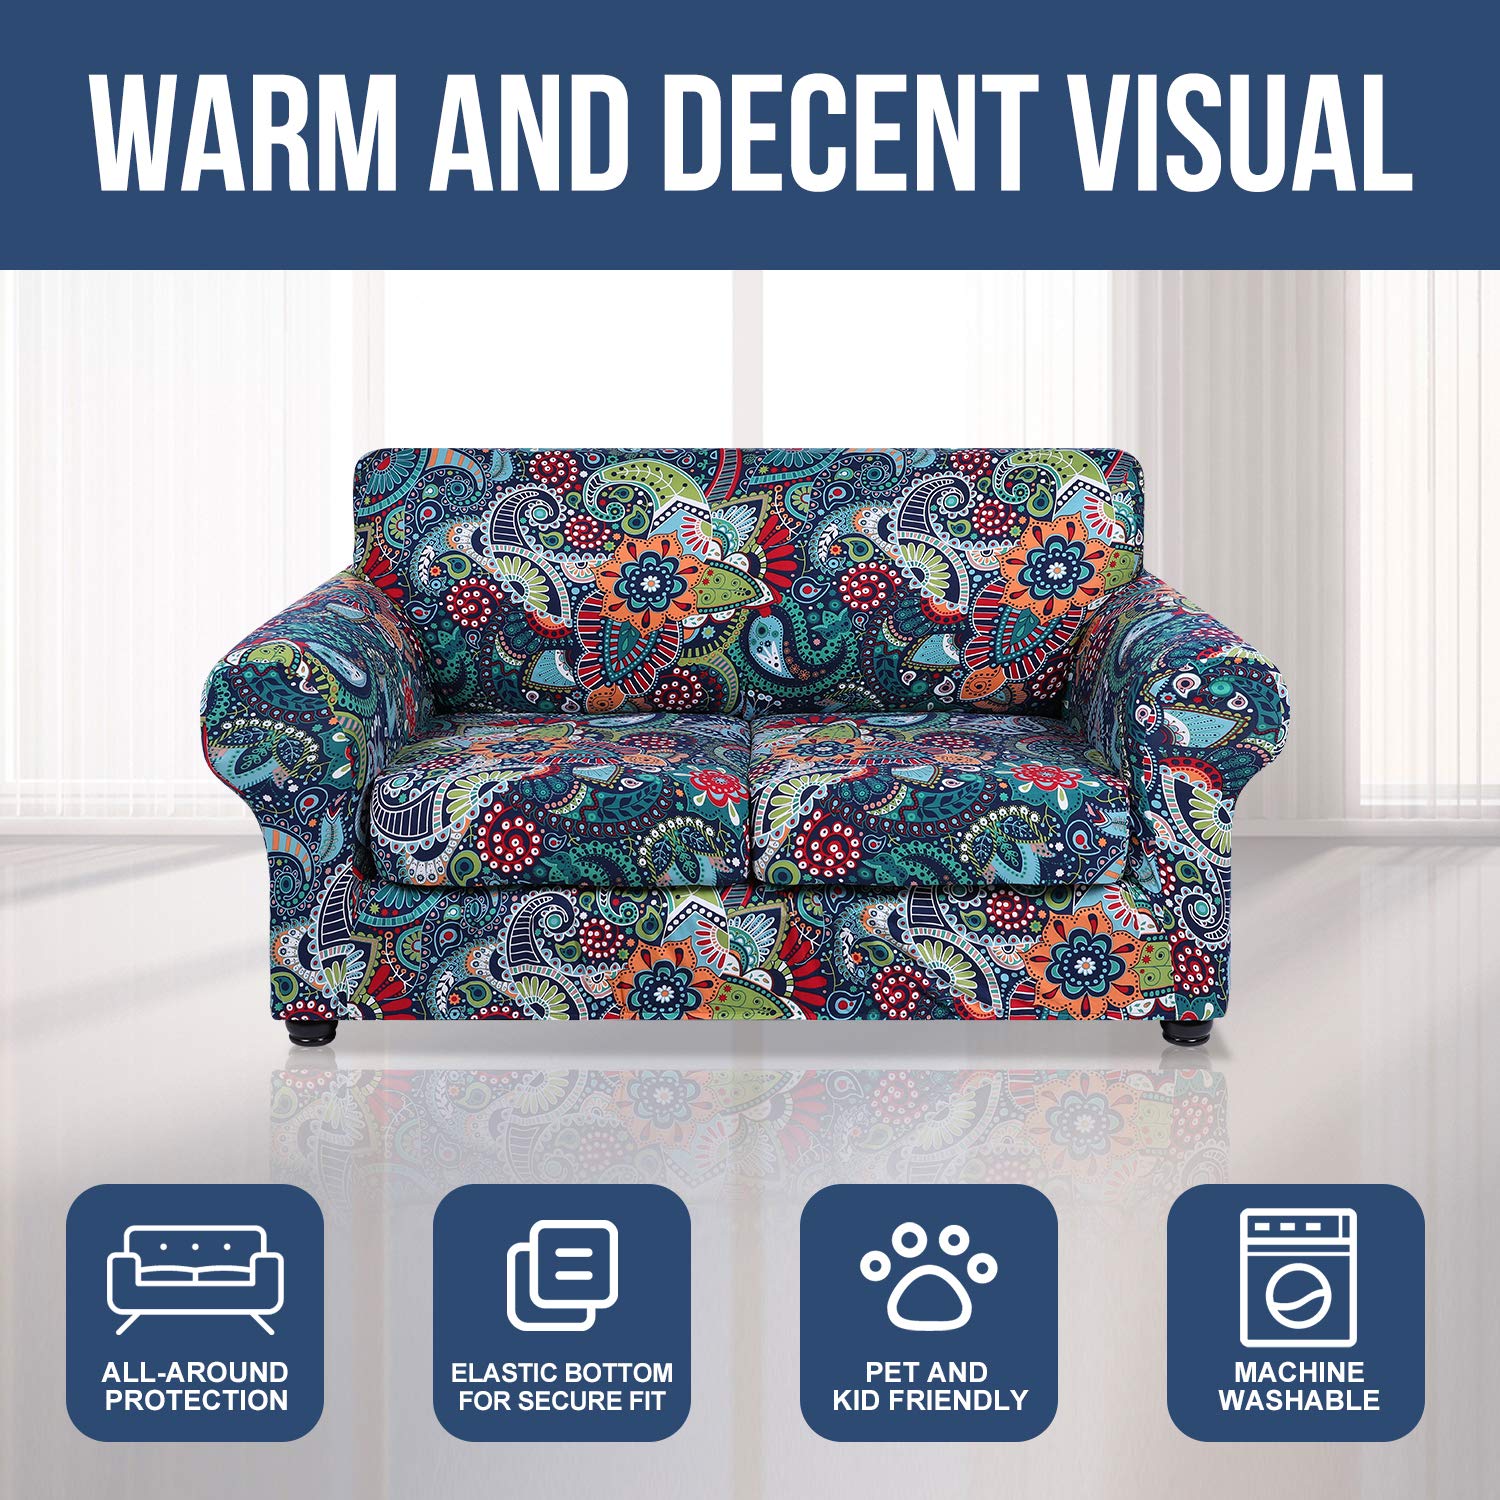 WARM AND DECENT VISUAL
ALL-AROUND
PROTECTION
ELASTIC BOTTOM
FOR SECURE FIT
PET AND
KID FRIENDLY
MACHINE
WASHABLE